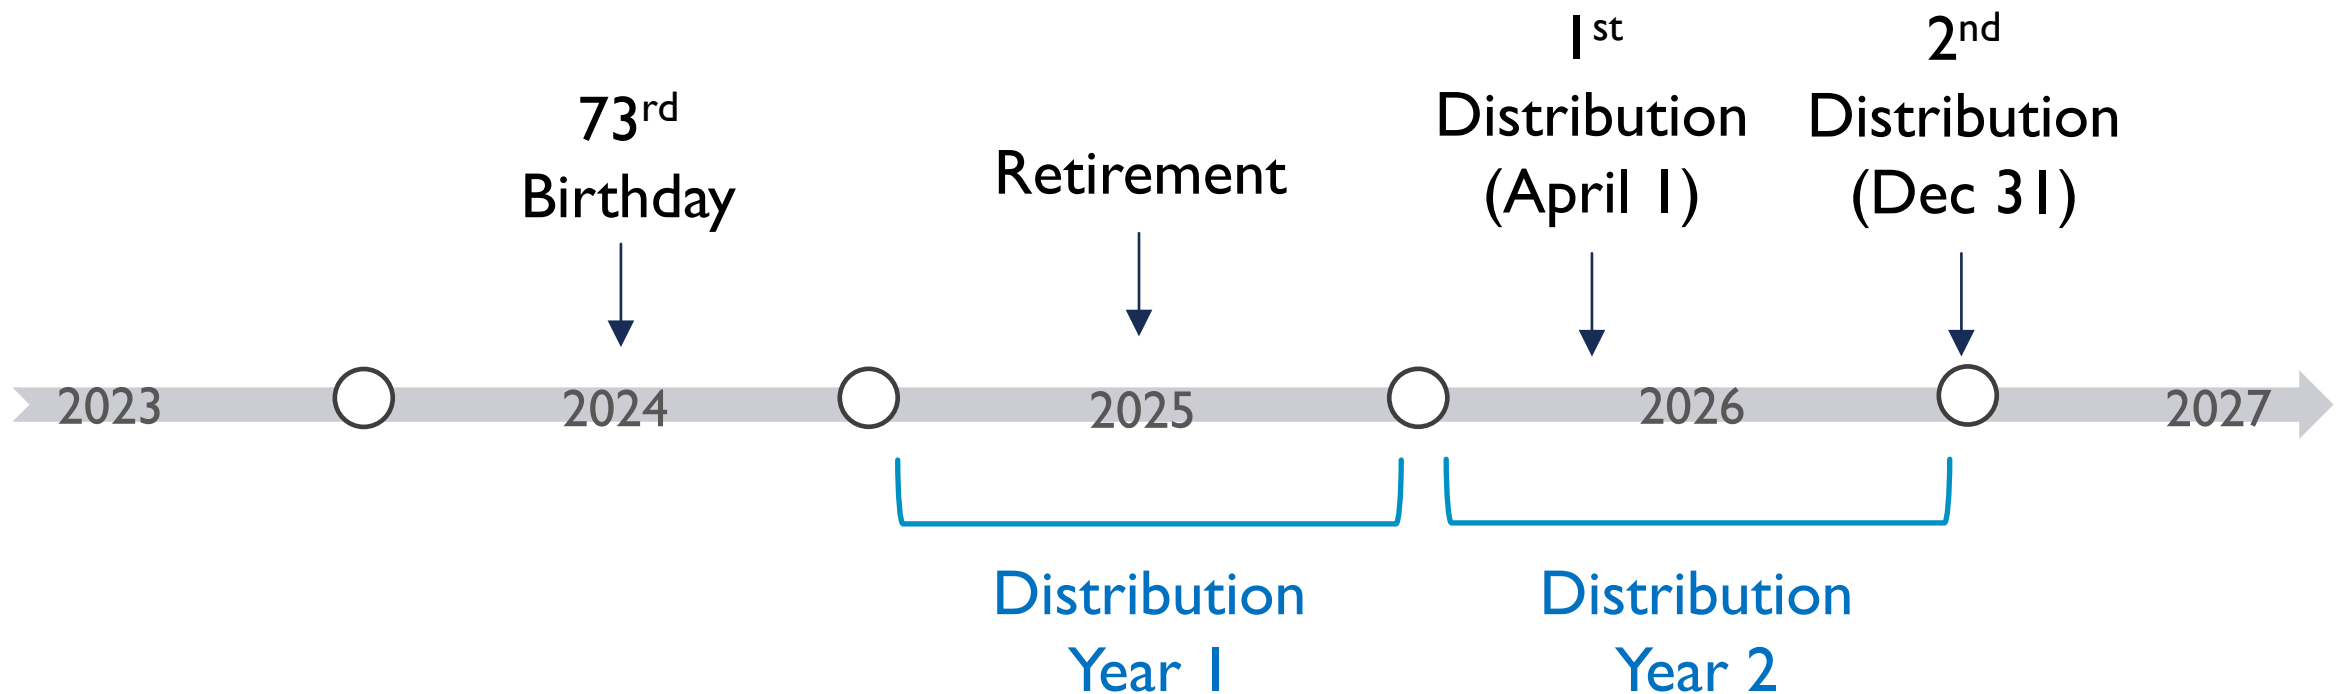 73rd
Birthday
Retirement
1st
Distribution
(April 1)
2nd
Distribution
(Dec 31)
2023
2024
2025
2026
2027
Distribution
Year 1
Distribution
Year 2